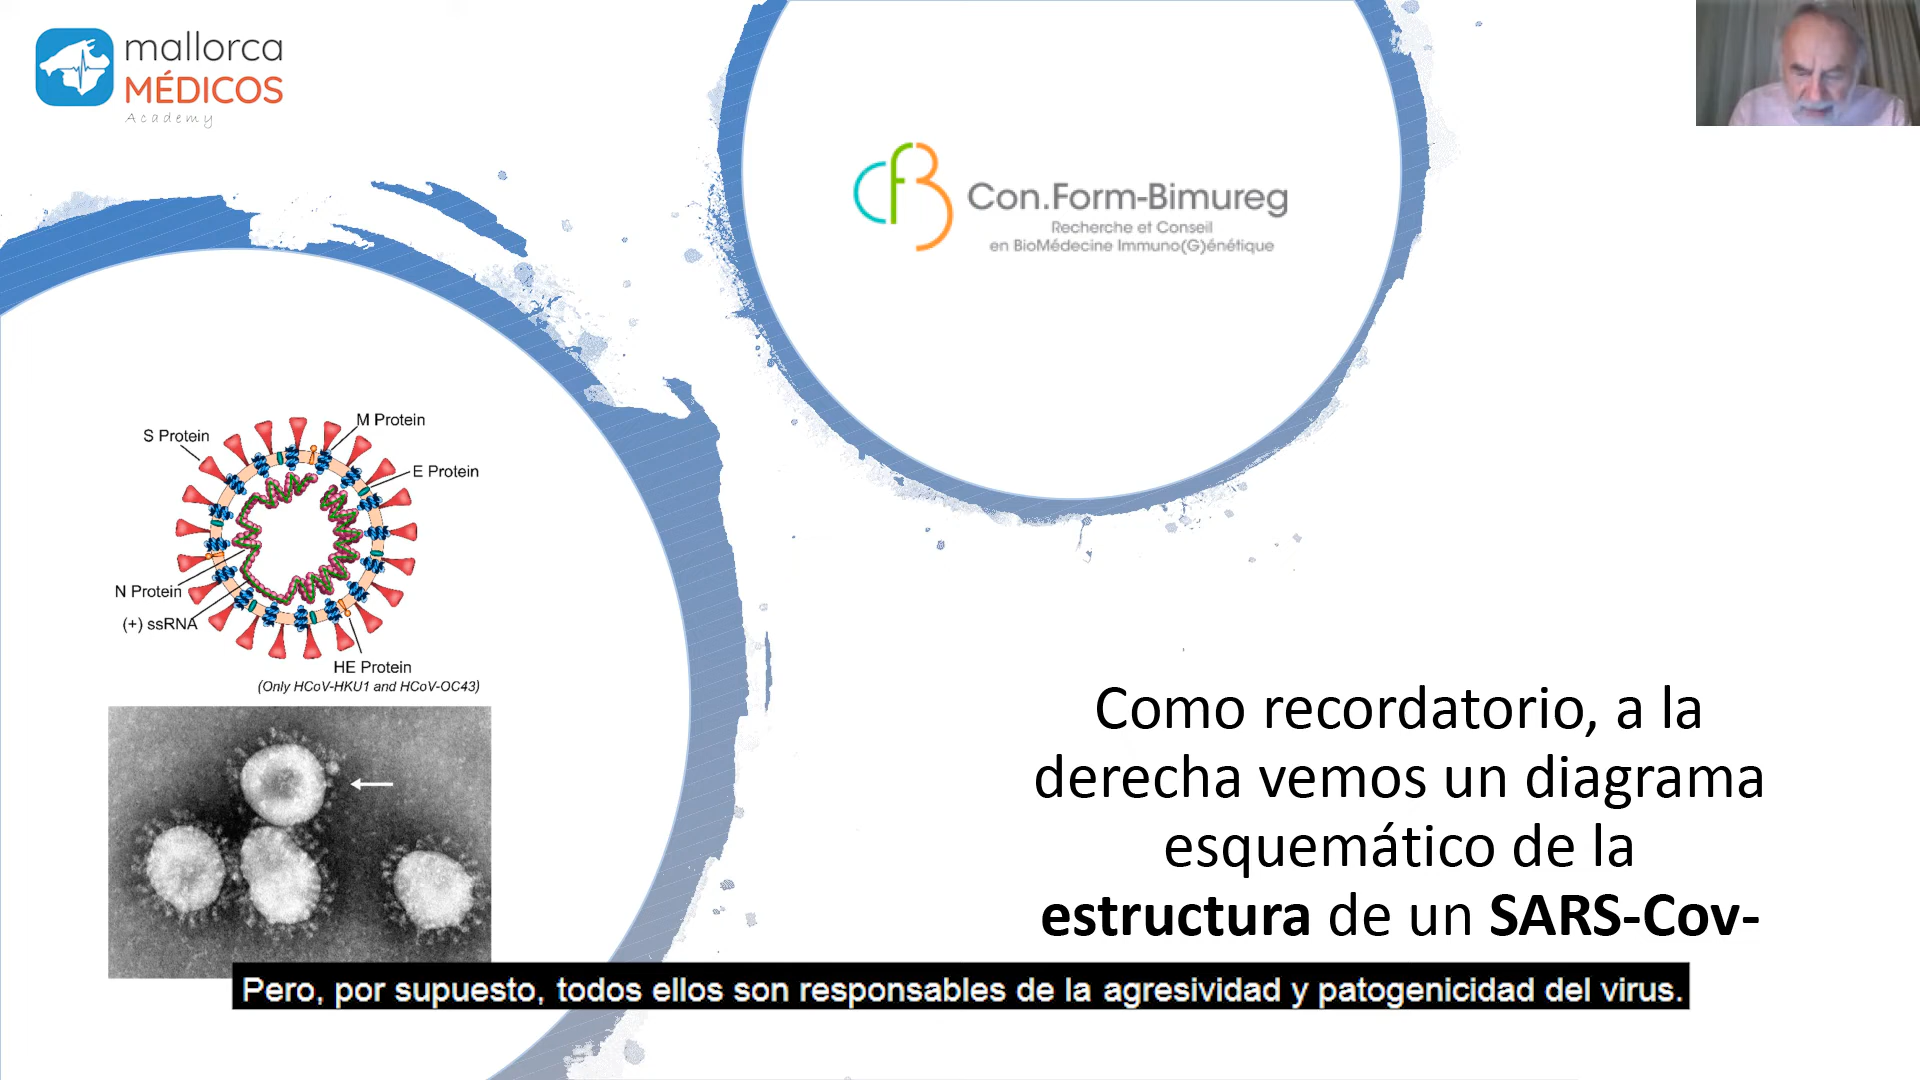 mallorca
MÉDICOS
Academy
Con.Form-Bimureg
Recherche et Conseil
en BioMédecine Immuno(G)énétique
M Protein
S Protein
E Protein
N Protein
(+) ssRNA
HE Protein
(Only HCoV-HKU1 and HCoV-OC43)
Como recordatorio, a la
derecha vemos un diagrama
esquemático de la
estructura de un SARS-Cov-
Pero, por supuesto, todos ellos son responsables de la agresividad y patogenicidad del virus.